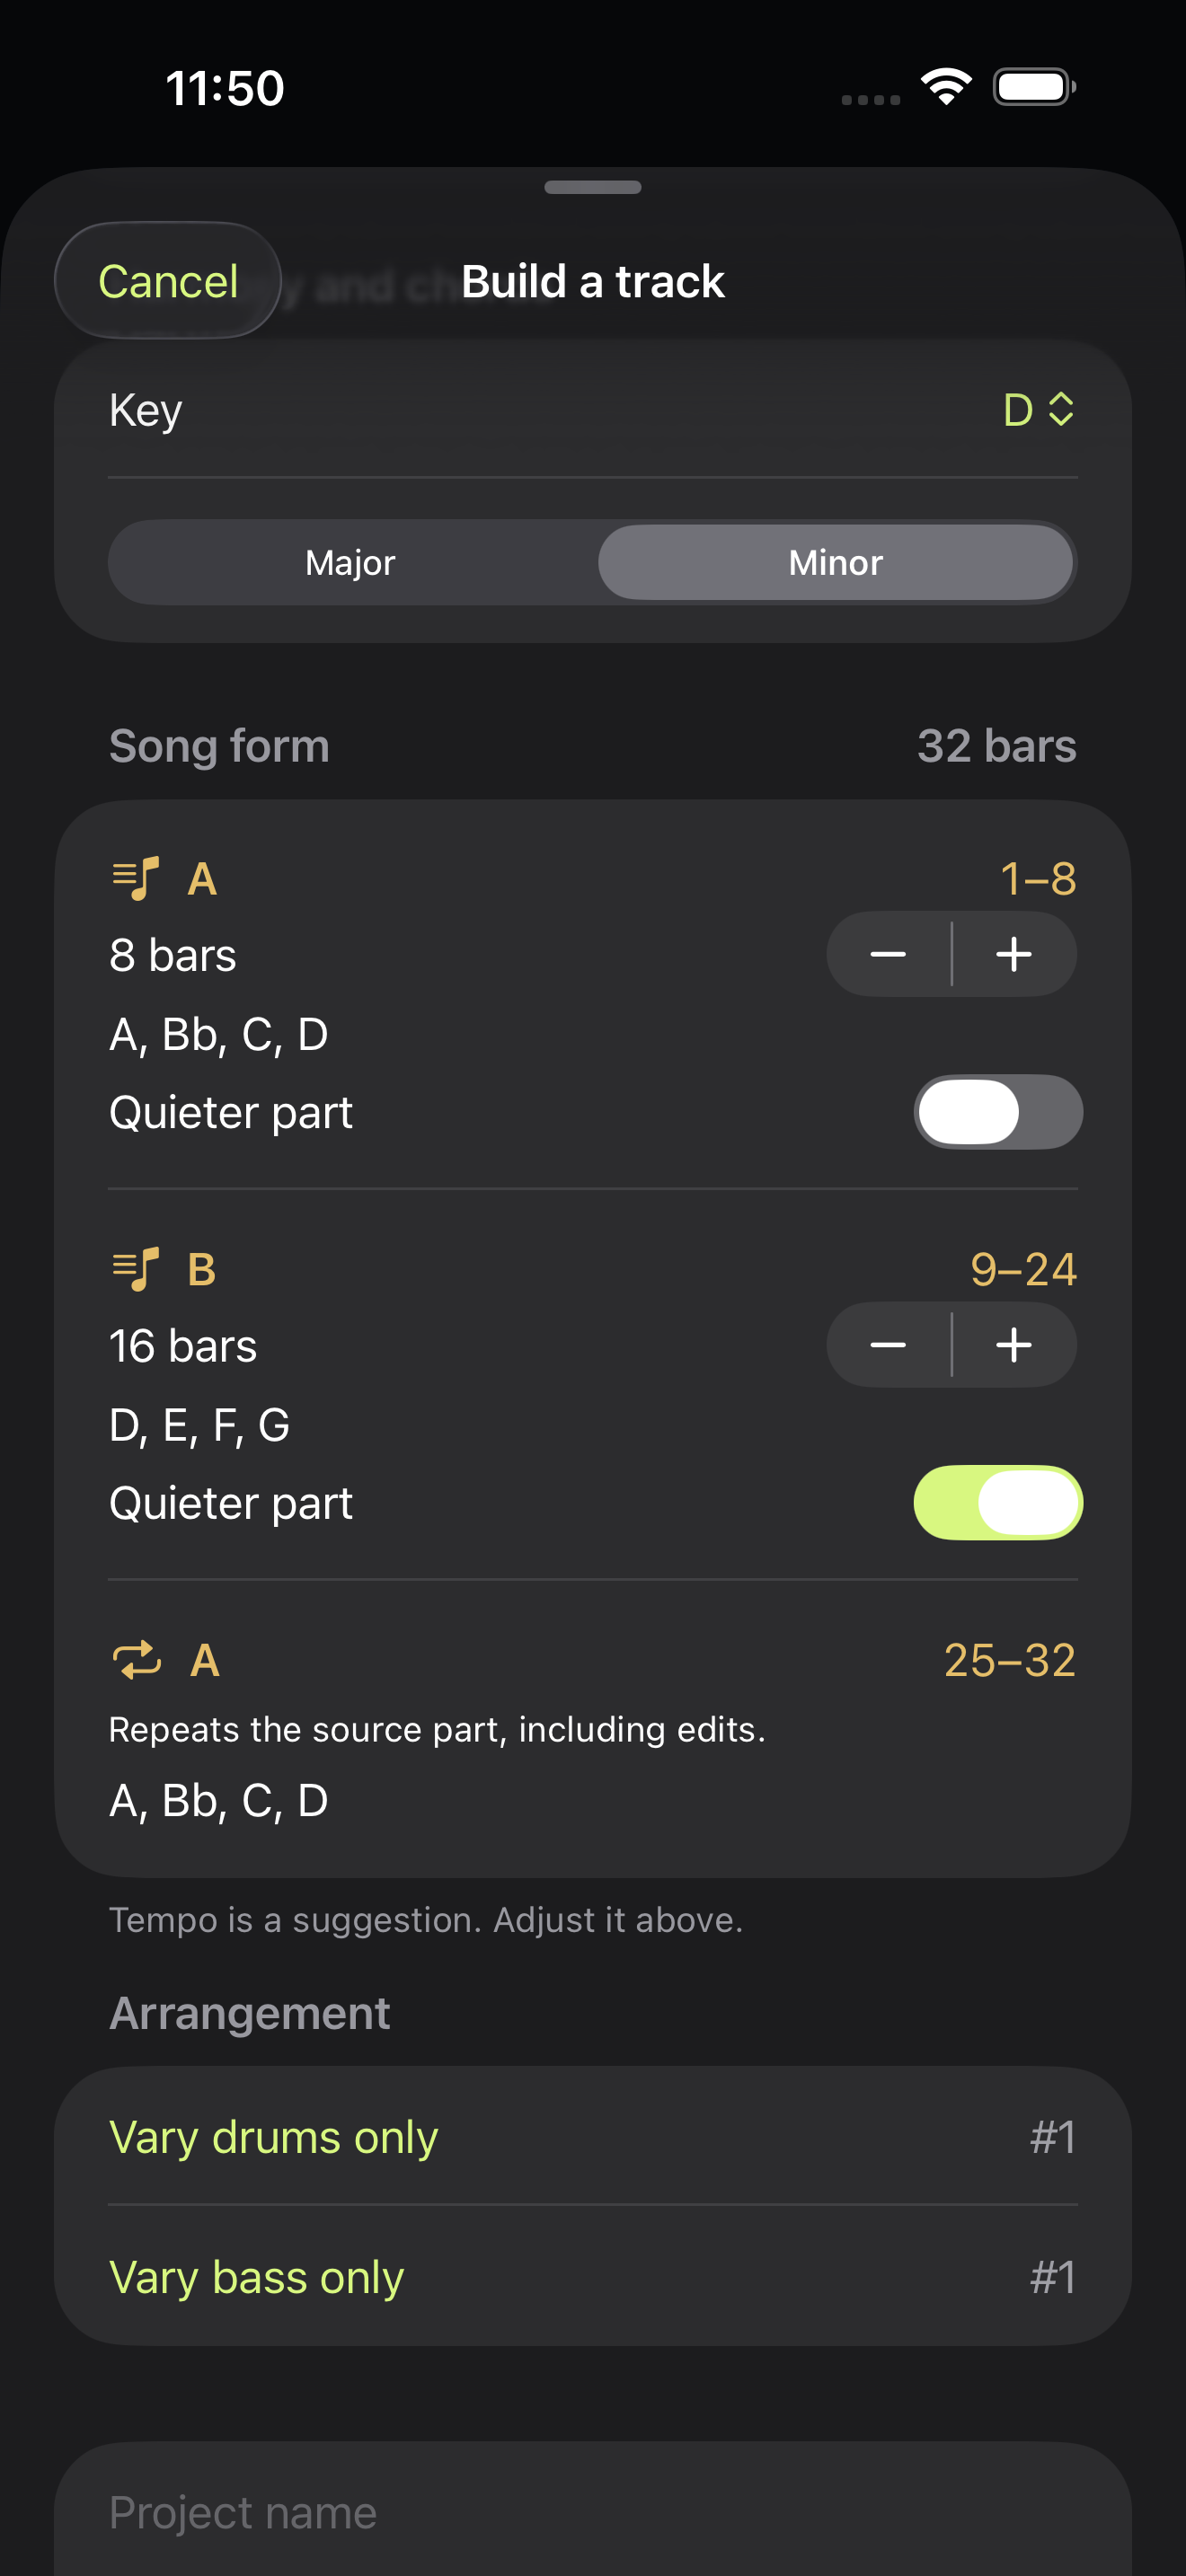 11:50
Cancel
Build a track
Key
D
Major
Minor
Song form
32 bars
A
1–8
8 bars
A, Bb, C, D
Quieter part
B
9–24
16 bars
D, E, F, G
Quieter part
A
25–32
Repeats the source part, including edits.
A, Bb, C, D
Tempo is a suggestion. Adjust it above.
Arrangement
Vary drums only
#1
Vary bass only
#1
Project name